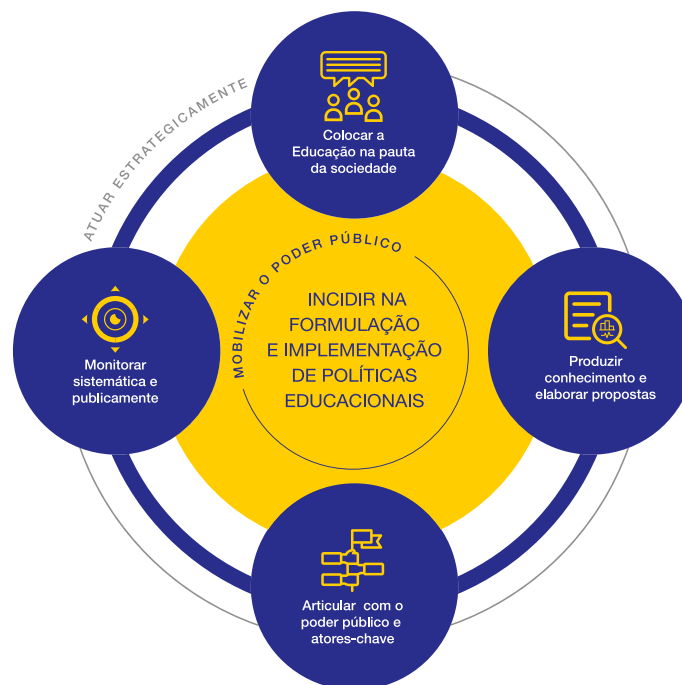 ATUAR ESTRATEGICAMENTE
Colocar a
Educação na pauta
da sociedade
MOBILIZAR O PODER PÚBLICO
INCIDIR NA
FORMULAÇÃO
E IMPLEMENTAÇÃO
DE POLÍTICAS
EDUCACIONAIS
Monitorar
sistemática e
publicamente
Produzir
conhecimento e
elaborar propostas
Articular com o
poder público e
atores-chave